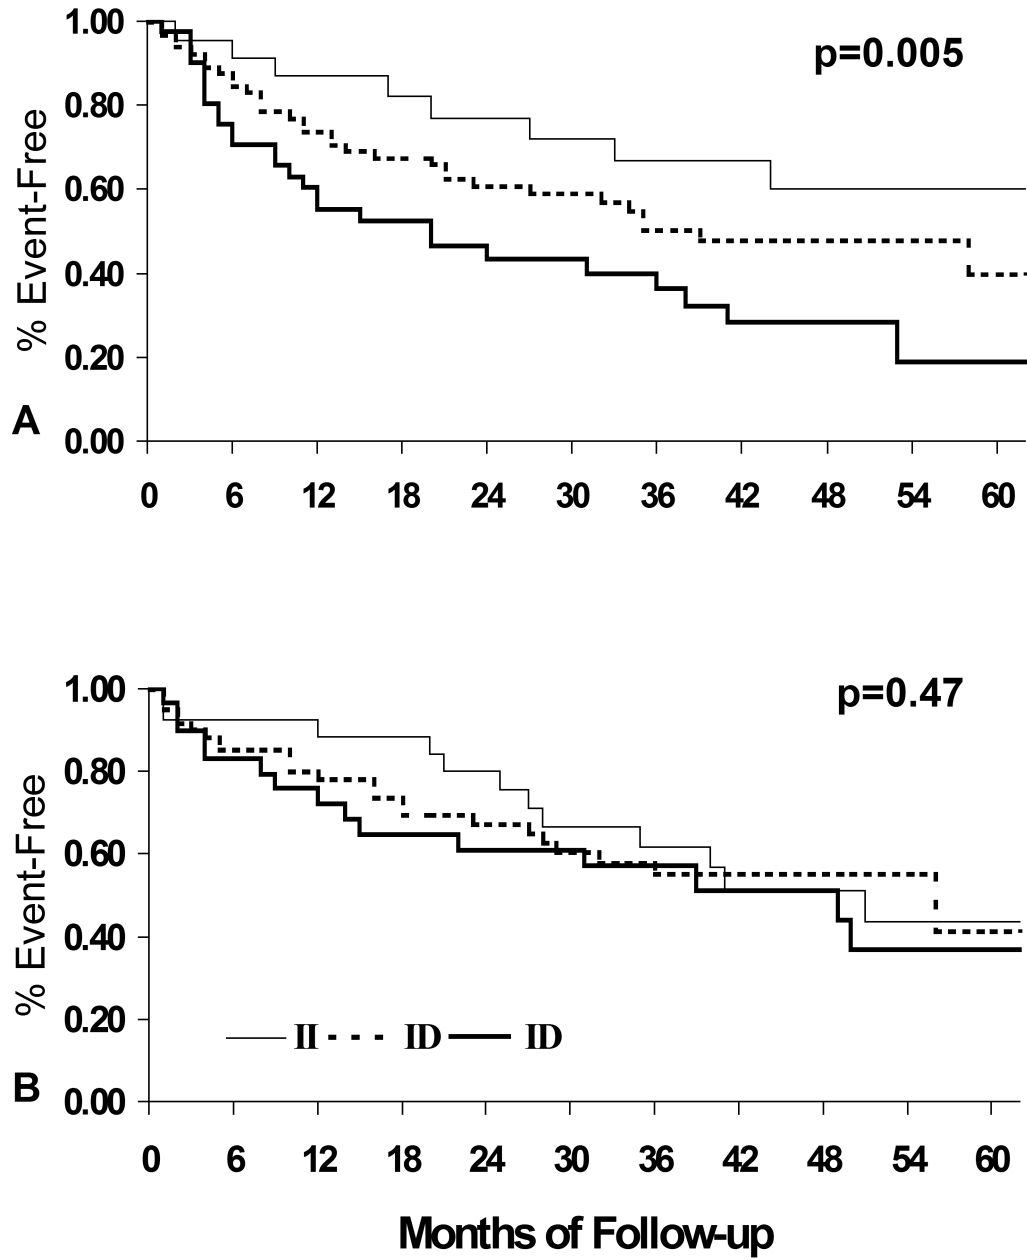 p=0.005
% Event-Free
1.00
0.80
0.60
0.40
0.20
0.00
A
0 6 12 18 24 30 36 42 48 54 60
p=0.47
% Event-Free
1.00
0.80
0.60
0.40
0.20
0.00
II ID ID
B
0 6 12 18 24 30 36 42 48 54 60
Months of Follow-up